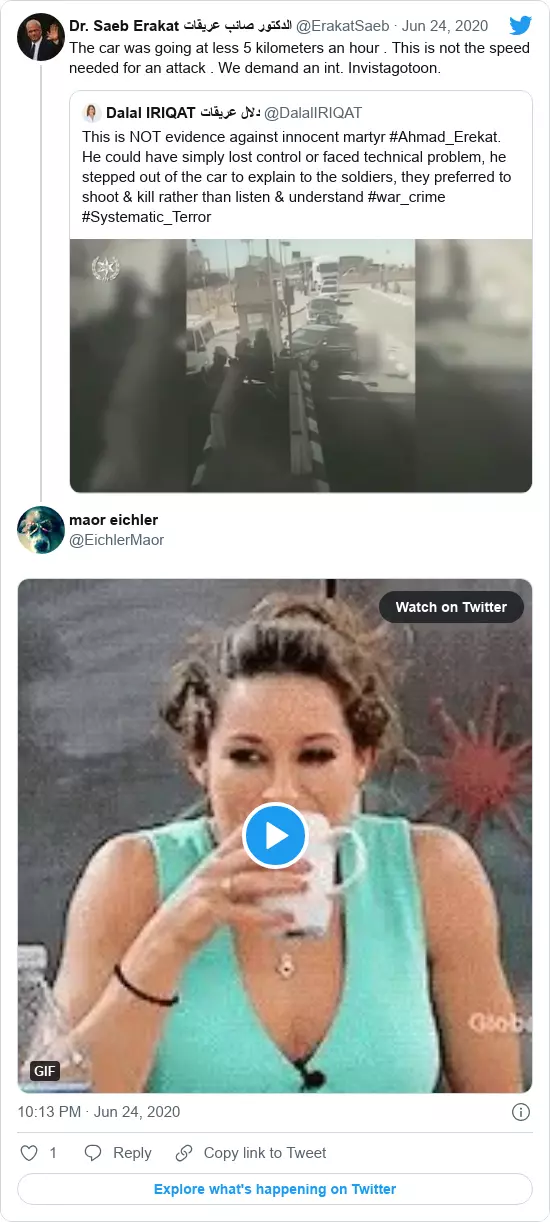 Dr. Saeb Erakat الدكتور صائب عريقات @ErakatSaeb · Jun 24, 2020
The car was going at less 5 kilometers an hour . This is not the speed
needed for an attack . We demand an int. Invistagotoon.
Dalal IRIQAT دلال عريقات @DalalIRIQAT
This is NOT evidence against innocent martyr #Ahmad_Erekat.
He could have simply lost control or faced technical problem, he
stepped out of the car to explain to the soldiers, they preferred to
shoot & kill rather than listen & understand #war_crime
#Systematic_Terror
maor eichler
@EichlerMaor
Watch on Twitter
Globa
GIF
10:13 PM · Jun 24, 2020
1 Reply Copy link to Tweet
Explore what's happening on Twitter